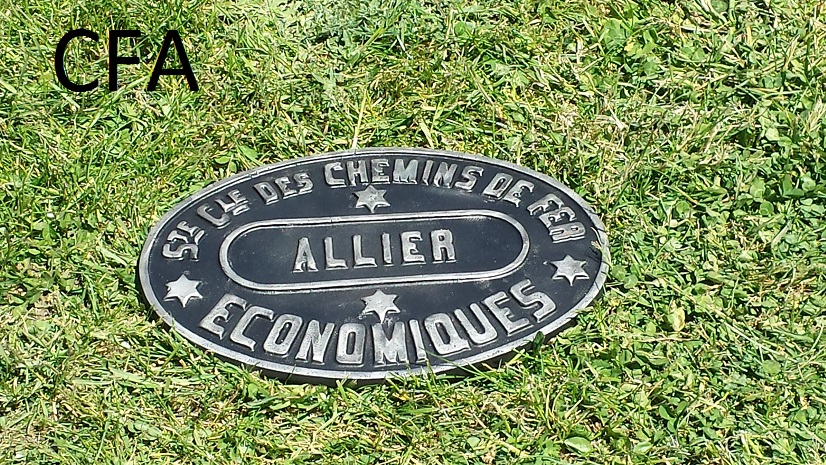 CFA
STE CIE DES CHEMINS DE FER
ALLIER
ECONOMIQUES